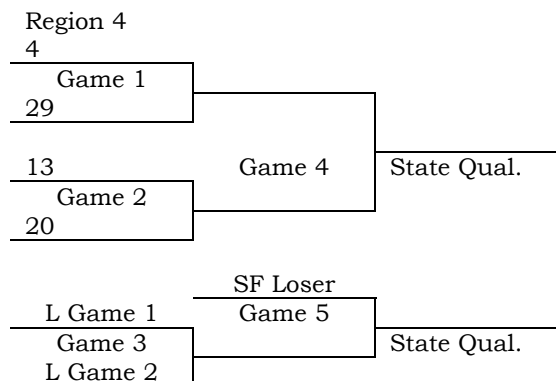 Region 4
4
Game 1
29
13
Game 4
State Qual.
Game 2
20
SF Loser
L Game 1
Game 5
Game 3
State Qual.
L Game 2